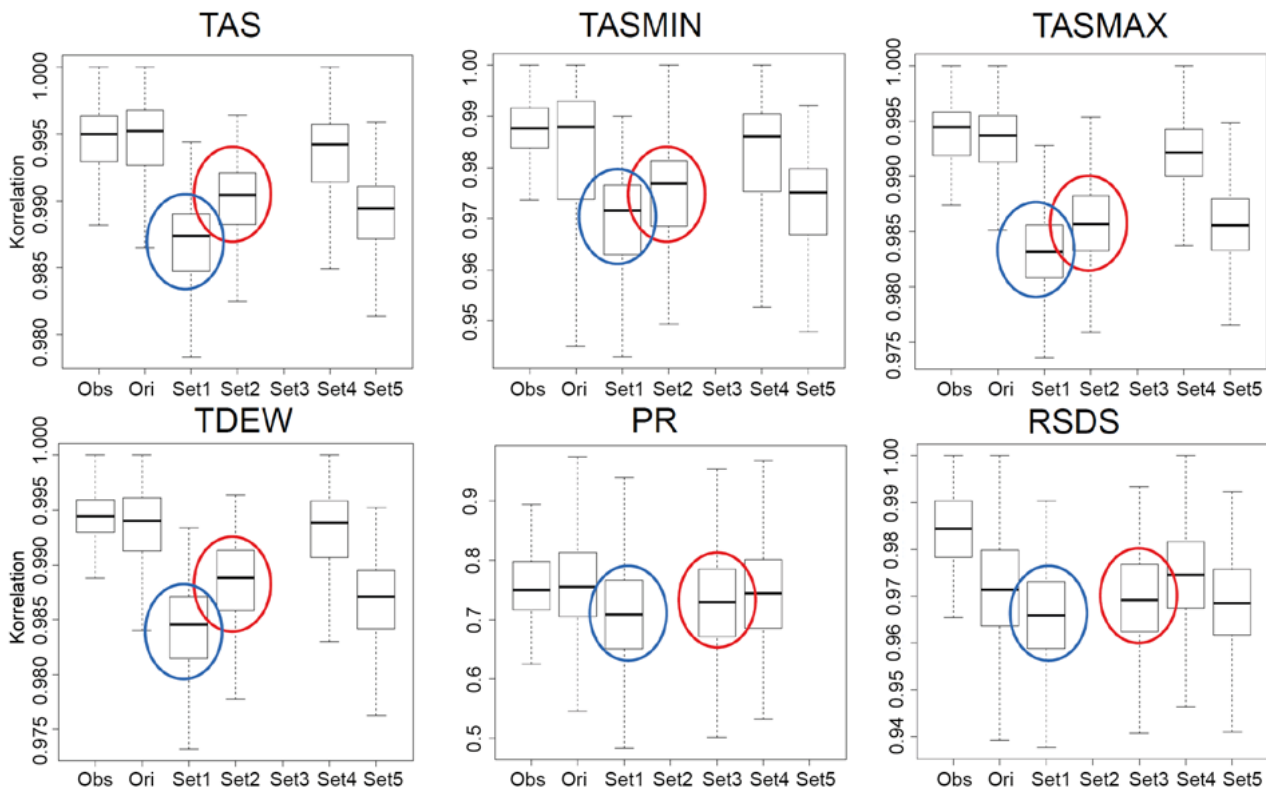 TAS TASMIN TASMAX
Korrelation
1.000 0.995 0.990 0.985 0.980
1.00 0.99 0.98 0.97 0.96 0.95
1.000 0.995 0.990 0.985 0.980 0.975
Obs Ori Set1 Set2 Set3 Set4 Set5
Obs Ori Set1 Set2 Set3 Set4 Set5
Obs Ori Set1 Set2 Set3 Set4 Set5
TDEW PR RSDS
Korrelation
1.000 0.995 0.990 0.985 0.980 0.975
0.9 0.8 0.7 0.6 0.5
1.00 0.99 0.98 0.97 0.96 0.95 0.94
Obs Ori Set1 Set2 Set3 Set4 Set5
Obs Ori Set1 Set2 Set3 Set4 Set5
Obs Ori Set1 Set2 Set3 Set4 Set5